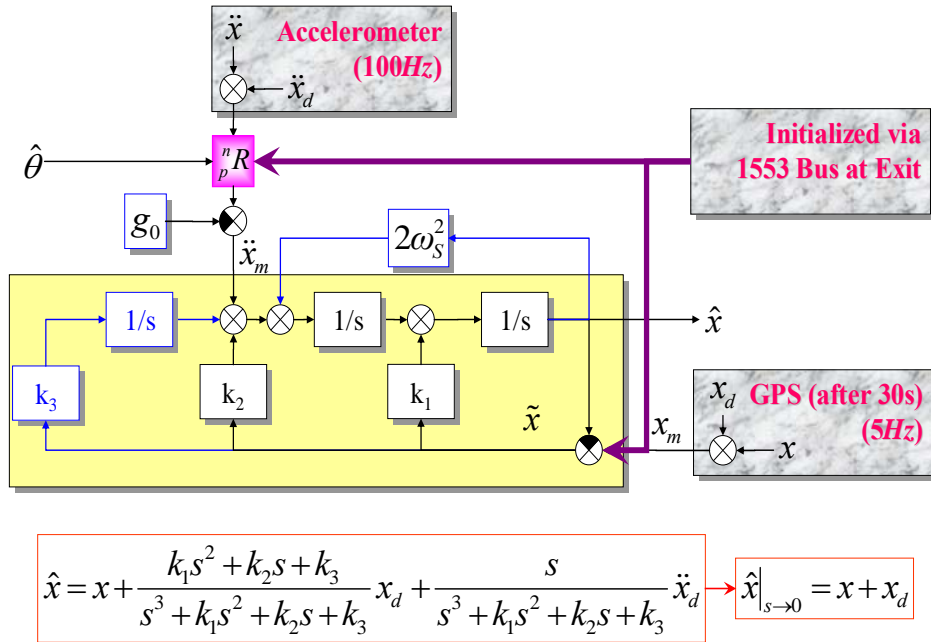 ẍ
Accelerometer
(100Hz)
ẍ_d
θ̂
ⁿ_pR
Initialized via
1553 Bus at Exit
g₀
ẍ_m
2ω_S²
1/s
1/s
1/s
x̂
k₃
k₂
k₁
x̃
x_m
x_d
GPS (after 30s)
(5Hz)
x
x̂ = x + (k₁s² + k₂s + k₃)/(s³ + k₁s² + k₂s + k₃) x_d + s/(s³ + k₁s² + k₂s + k₃) ẍ_d
x̂|_{s→0} = x + x_d